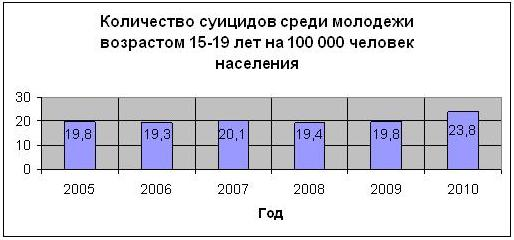 Количество суицидов среди молодежи
возрастом 15-19 лет на 100 000 человек
населения
30
20
10
0
19,8 19,3 20,1 19,4 19,8 23,8
2005 2006 2007 2008 2009 2010
Год